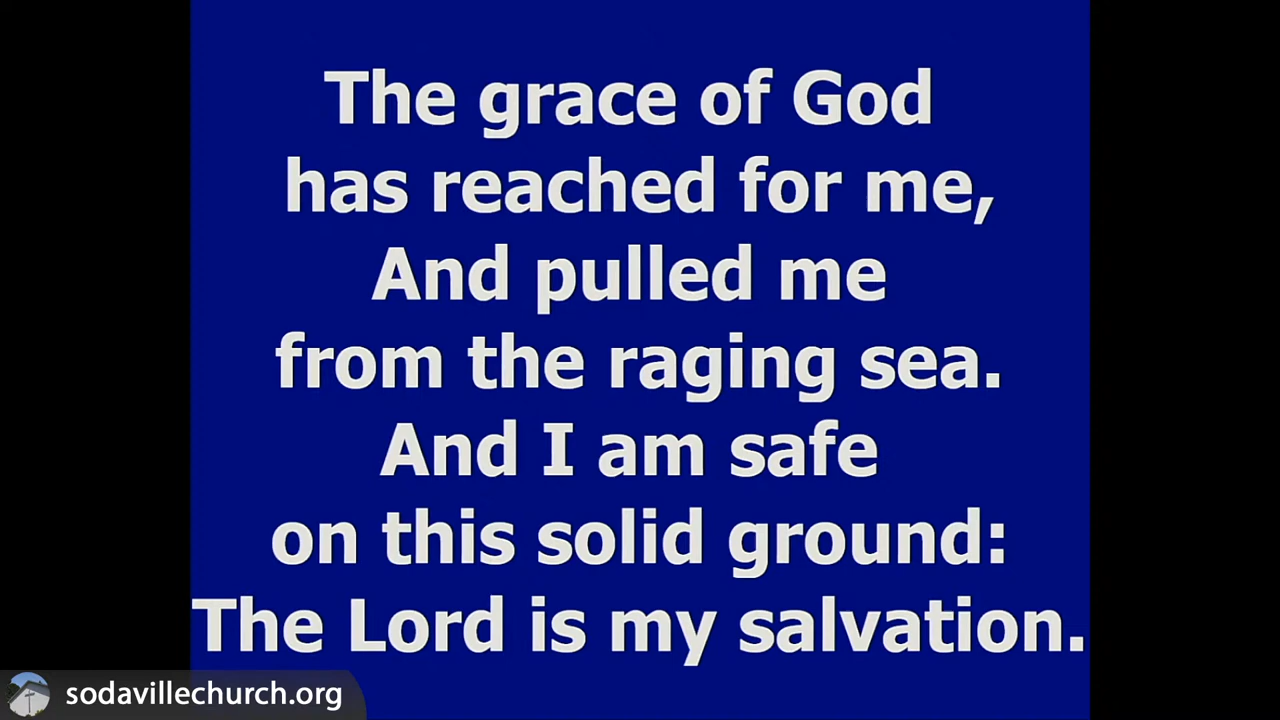 The grace of God
has reached for me,
And pulled me
from the raging sea.
And I am safe
on this solid ground:
The Lord is my salvation.
sodavillechurch.org